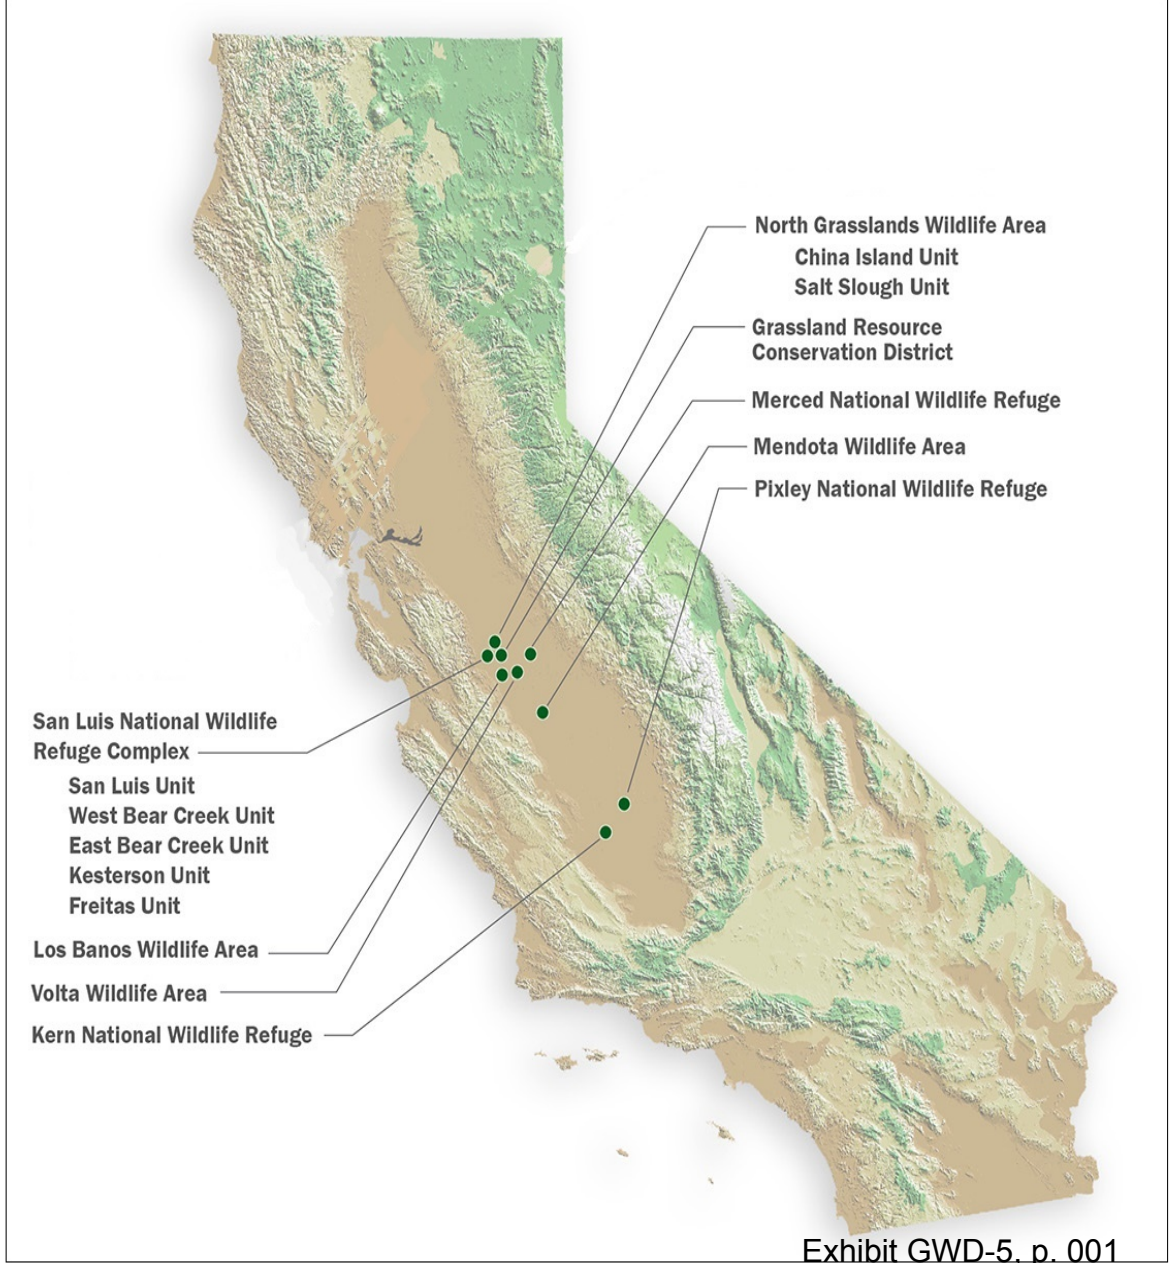 North Grasslands Wildlife Area
China Island Unit
Salt Slough Unit
Grassland Resource
Conservation District
Merced National Wildlife Refuge
Mendota Wildlife Area
Pixley National Wildlife Refuge
San Luis National Wildlife
Refuge Complex
San Luis Unit
West Bear Creek Unit
East Bear Creek Unit
Kesterson Unit
Freitas Unit
Los Banos Wildlife Area
Volta Wildlife Area
Kern National Wildlife Refuge
Exhibit GWD-5, p. 001